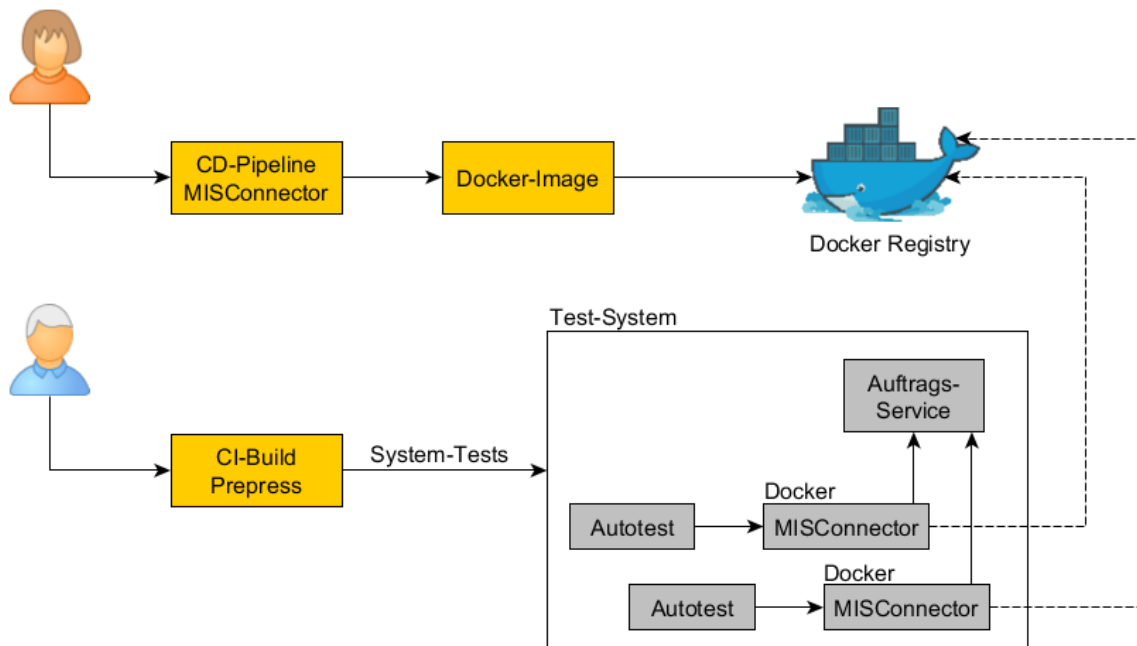 CD-Pipeline
MISConnector
Docker-Image
Docker Registry
Test-System
Auftrags-
Service
CI-Build
Prepress
System-Tests
Docker
Autotest
MISConnector
Docker
Autotest
MISConnector